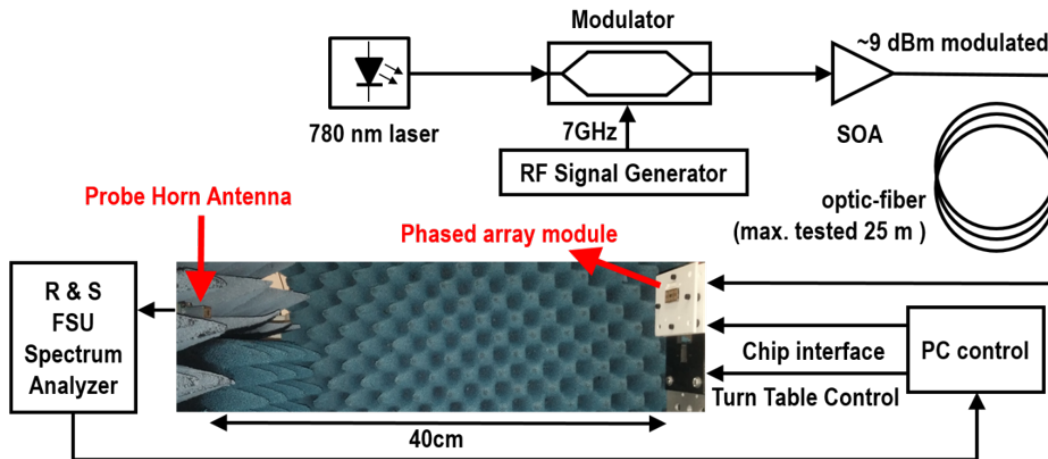 Modulator
~9 dBm modulated
780 nm laser
7GHz
SOA
RF Signal Generator
Probe Horn Antenna
optic-fiber
(max. tested 25 m )
Phased array module
R & S
FSU
Spectrum
Analyzer
Chip interface
PC control
Turn Table Control
40cm